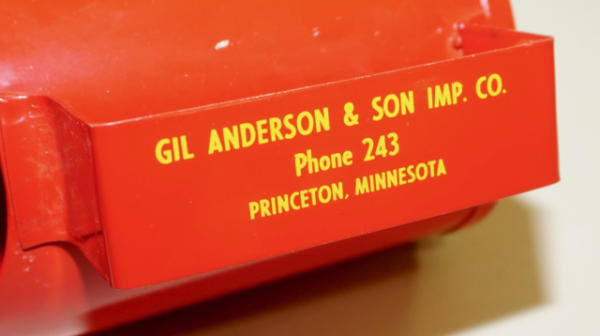 GIL ANDERSON & SON IMP. CO.
Phone 243
PRINCETON, MINNESOTA